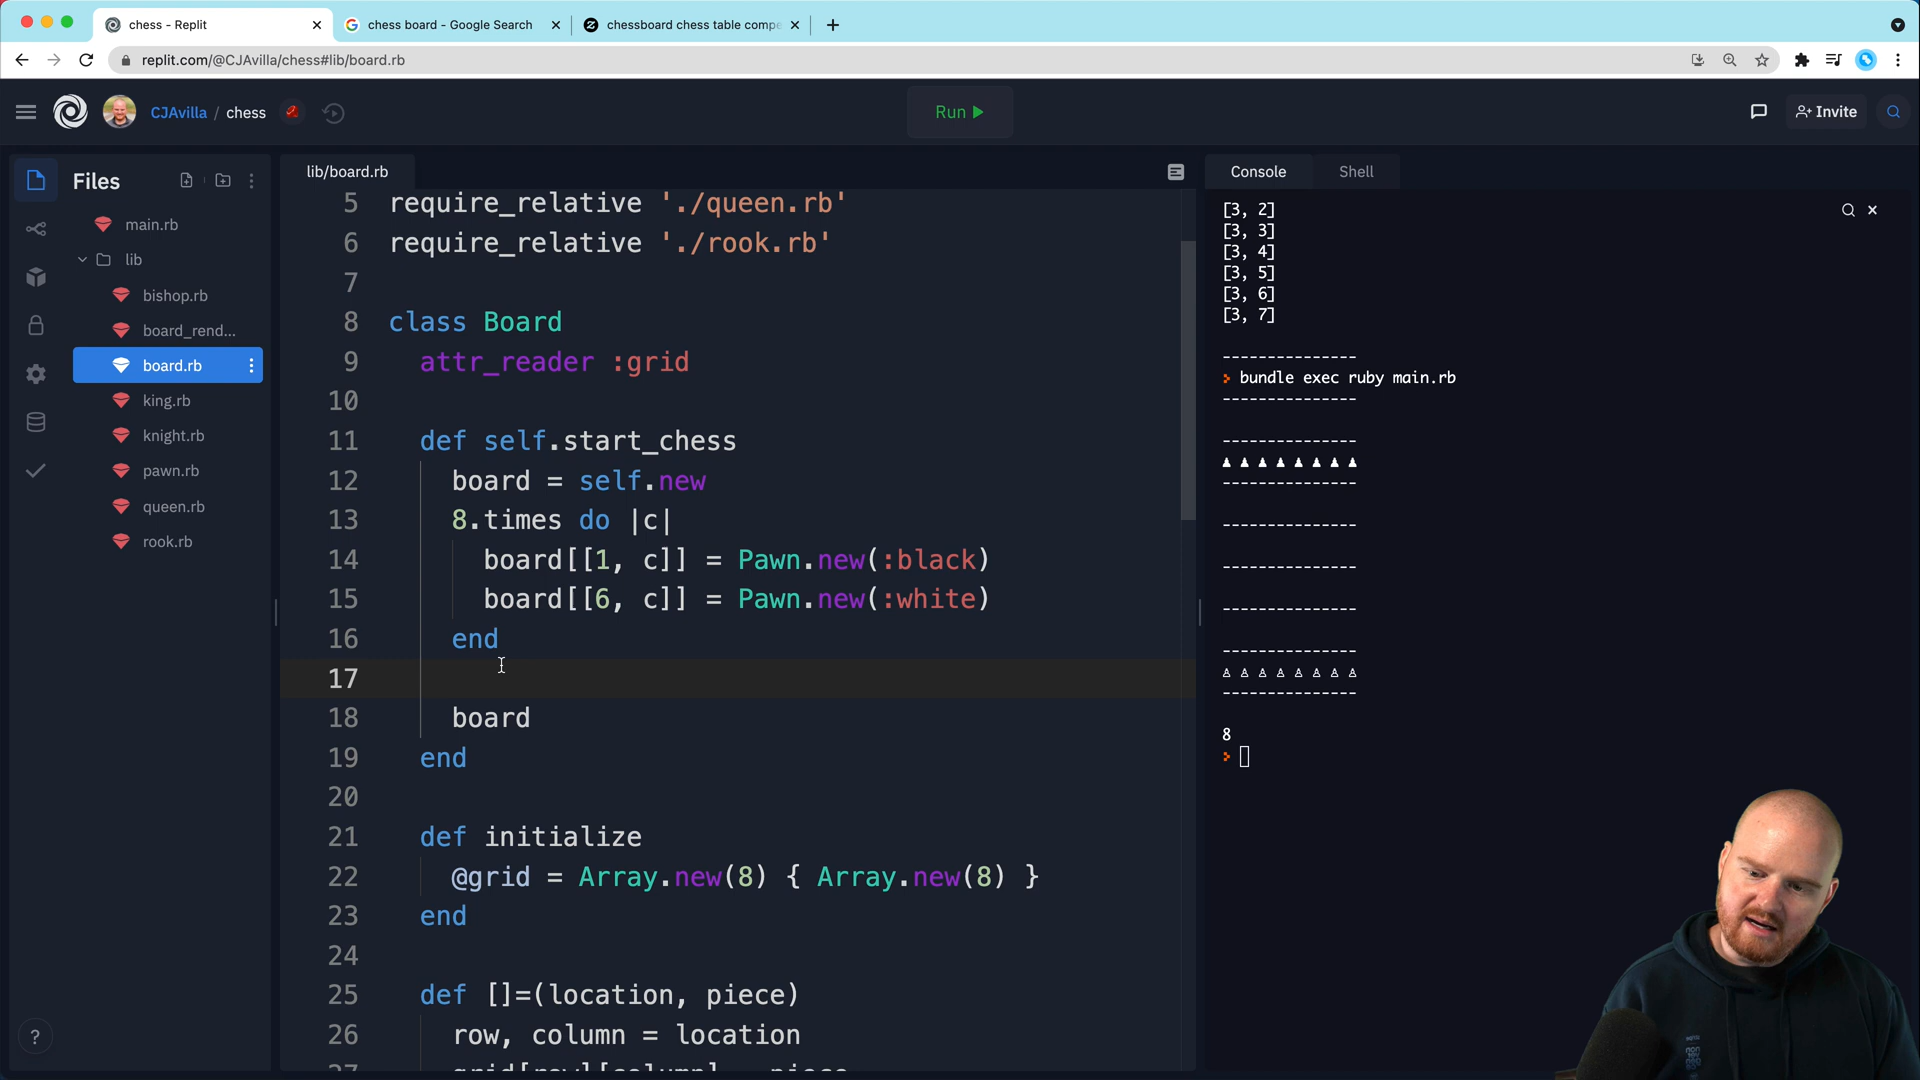 chess - Replit
chess board - Google Search
chessboard chess table compe
replit.com/@CJAvilla/chess#lib/board.rb
CJAvilla / chess
Run
Invite
Files
main.rb
lib
bishop.rb
board_rend...
board.rb
king.rb
knight.rb
pawn.rb
queen.rb
rook.rb
?
lib/board.rb
5 require_relative './queen.rb'
6 require_relative './rook.rb'
7
8 class Board
9 attr_reader :grid
10
11 def self.start_chess
12 board = self.new
13 8.times do |c|
14 board[[1, c]] = Pawn.new(:black)
15 board[[6, c]] = Pawn.new(:white)
16 end
17
18 board
19 end
20
21 def initialize
22 @grid = Array.new(8) { Array.new(8) }
23 end
24
25 def []=(location, piece)
26 row, column = location
27 grid[row][column] = piece
Console
Shell
[3, 2]
[3, 3]
[3, 4]
[3, 5]
[3, 6]
[3, 7]
---------------
> bundle exec ruby main.rb
---------------
---------------
♟ ♟ ♟ ♟ ♟ ♟ ♟ ♟
---------------
---------------
---------------
---------------
---------------
♙ ♙ ♙ ♙ ♙ ♙ ♙ ♙
---------------
8
>